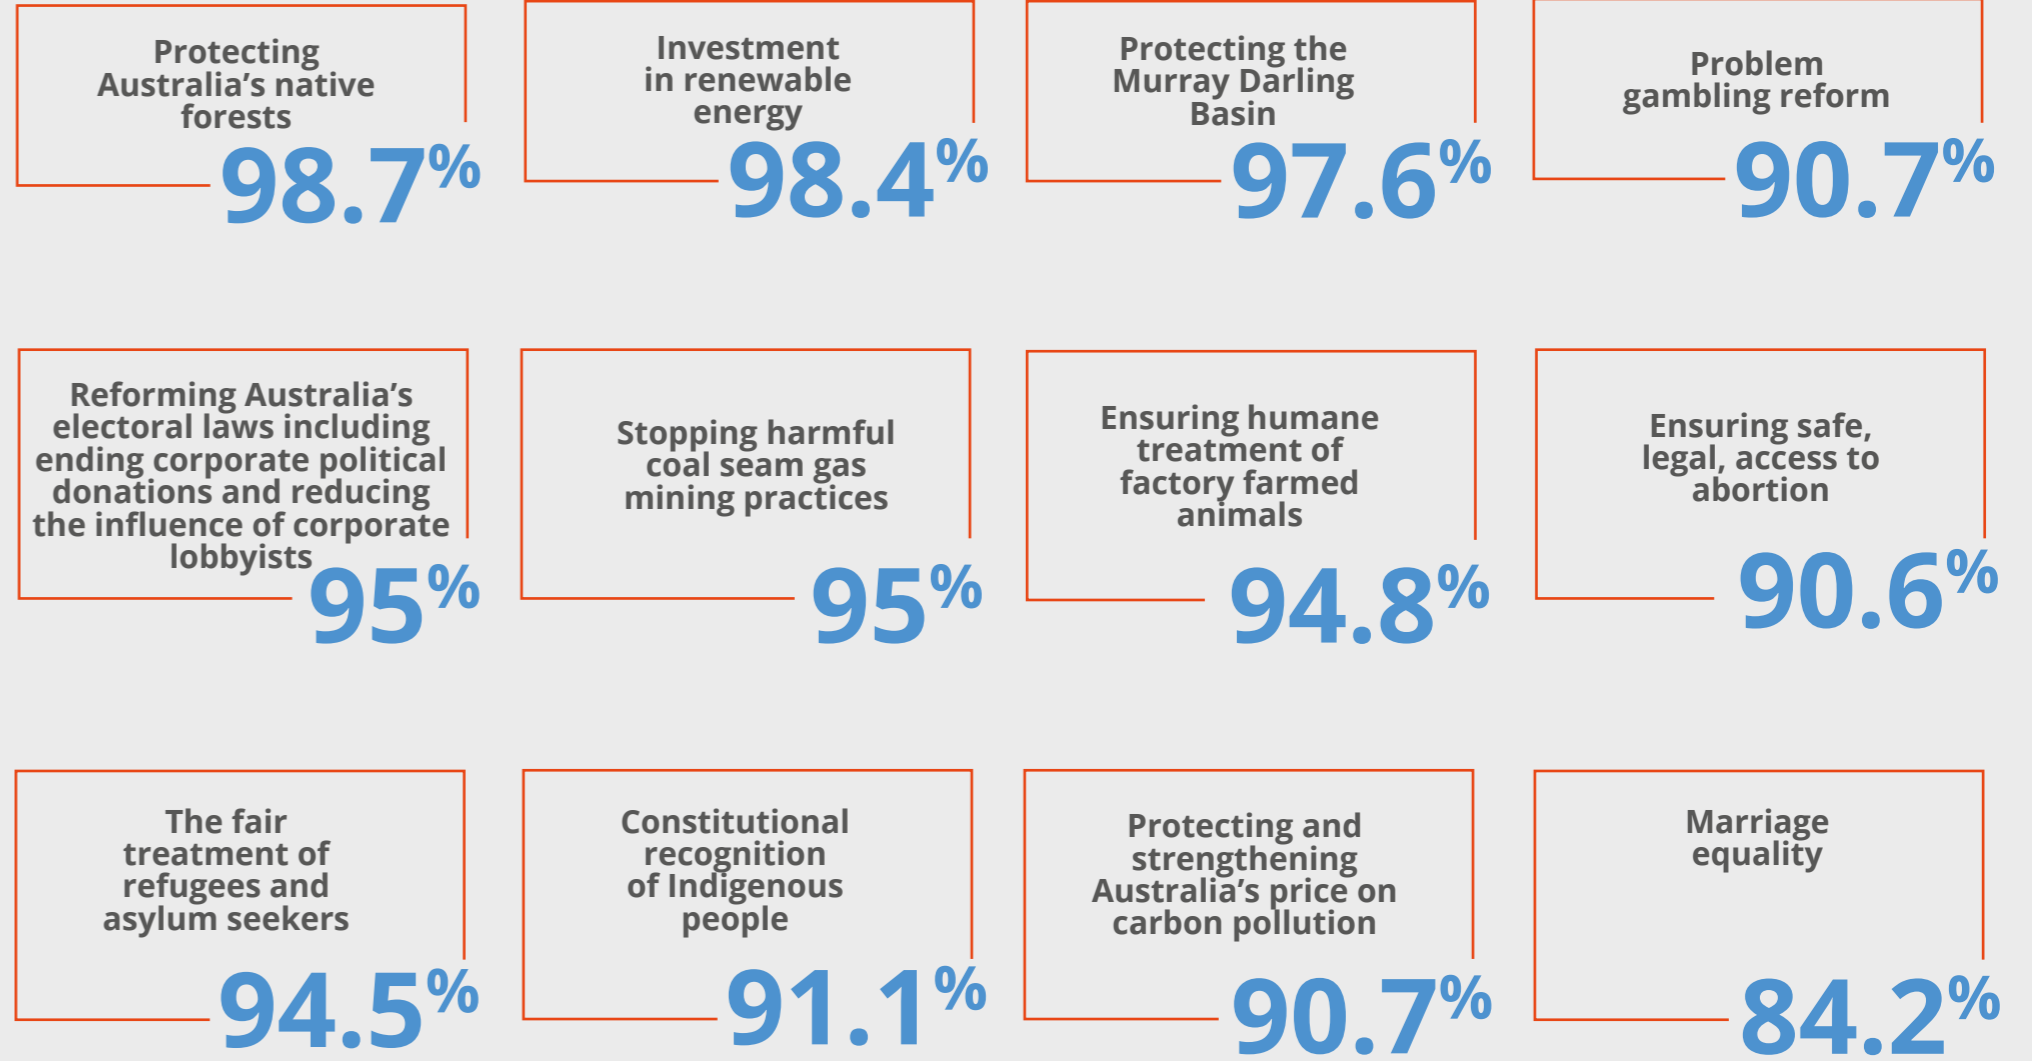 Protecting
Australia’s native
forests
98.7%
Investment
in renewable
energy
98.4%
Protecting the
Murray Darling
Basin
97.6%
Problem
gambling reform
90.7%
Reforming Australia’s
electoral laws including
ending corporate political
donations and reducing
the influence of corporate
lobbyists
95%
Stopping harmful
coal seam gas
mining practices
95%
Ensuring humane
treatment of
factory farmed
animals
94.8%
Ensuring safe,
legal, access to
abortion
90.6%
The fair
treatment of
refugees and
asylum seekers
94.5%
Constitutional
recognition
of Indigenous
people
91.1%
Protecting and
strengthening
Australia’s price on
carbon pollution
90.7%
Marriage
equality
84.2%